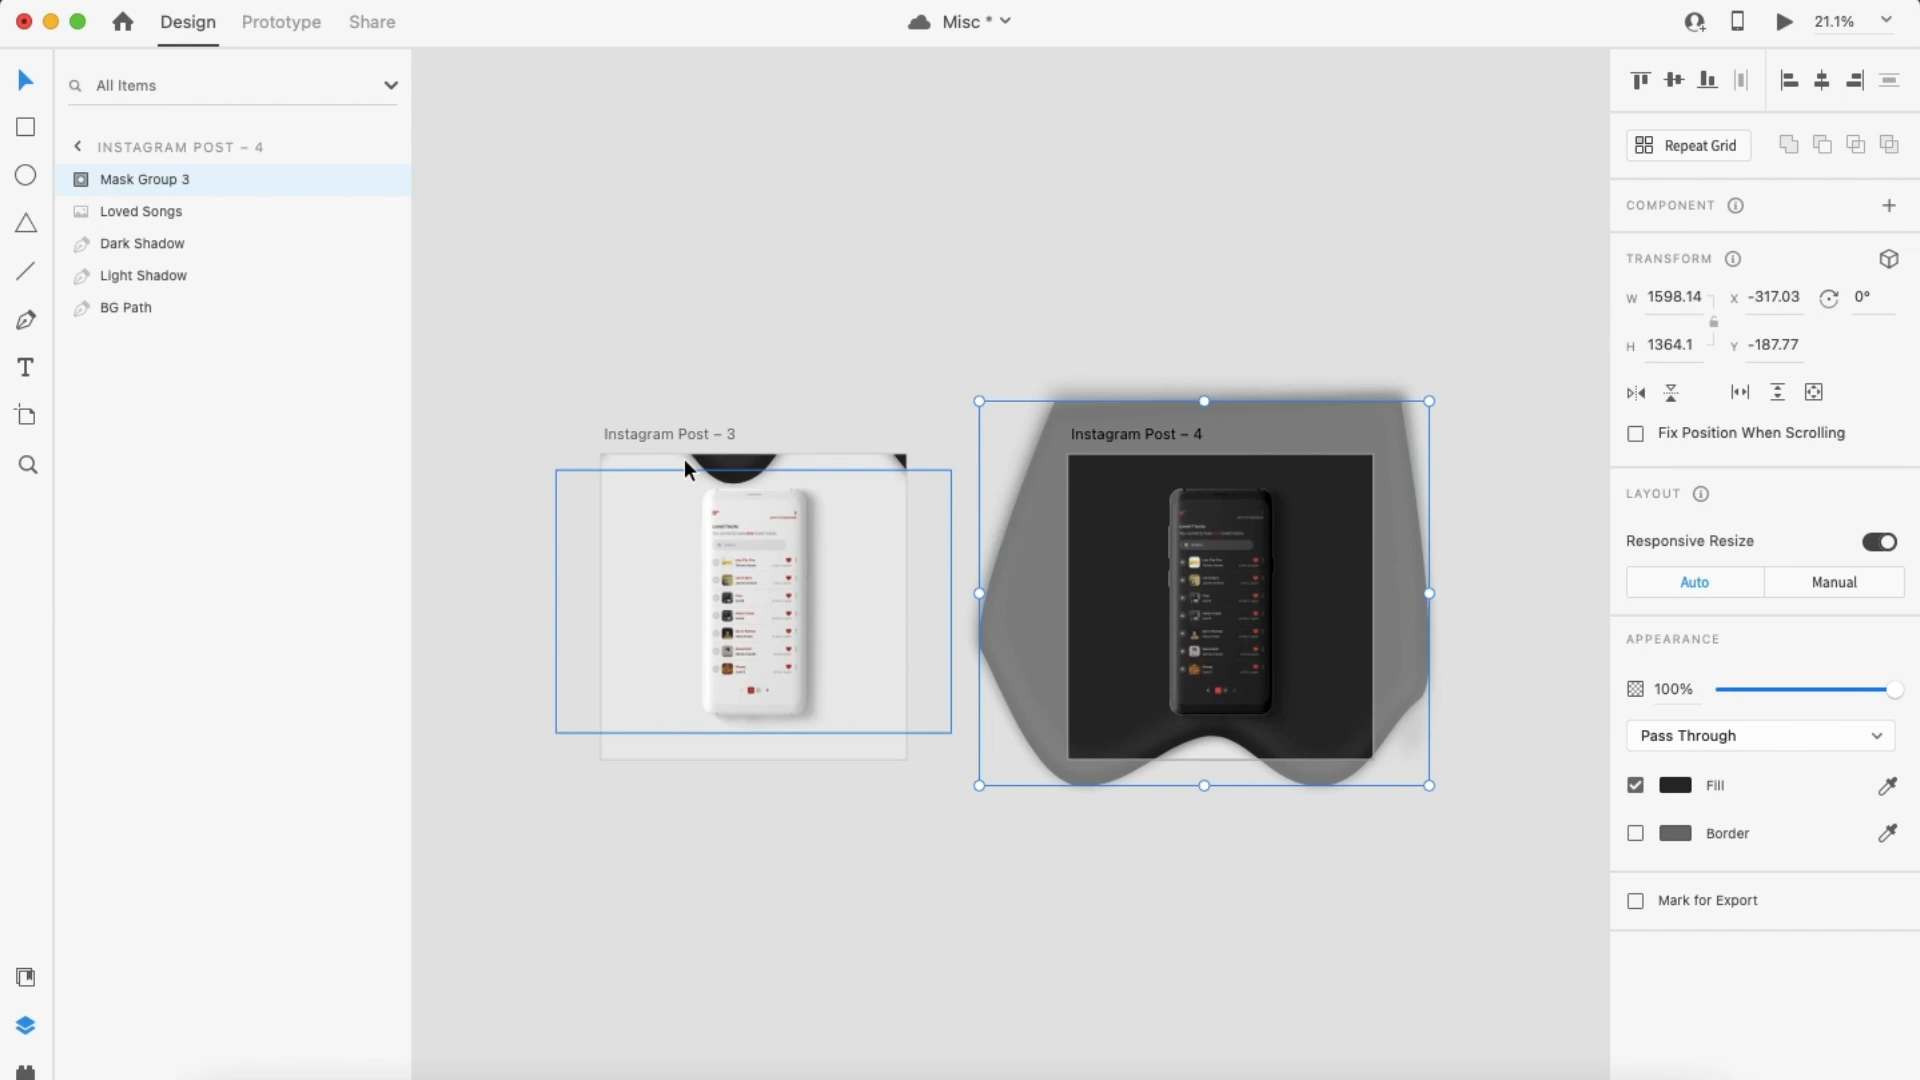 Design
Prototype
Share
Misc *
21.1%
All Items
INSTAGRAM POST – 4
Mask Group 3
Loved Songs
Dark Shadow
Light Shadow
BG Path
Instagram Post – 3
Instagram Post – 4
Repeat Grid
COMPONENT
TRANSFORM
W 1598.14 X -317.03 0°
H 1364.1 Y -187.77
Fix Position When Scrolling
LAYOUT
Responsive Resize
Auto
Manual
APPEARANCE
100%
Pass Through
Fill
Border
Mark for Export